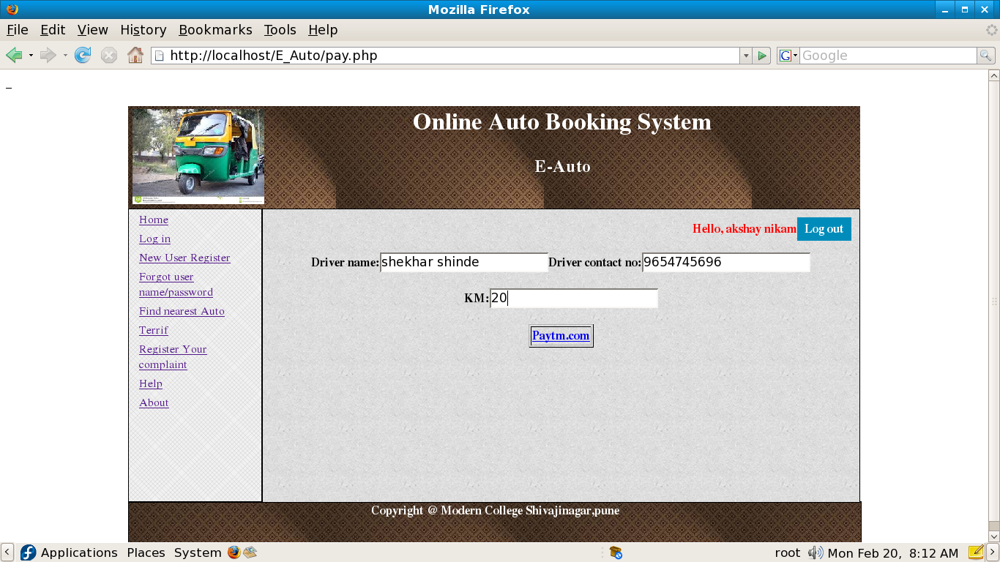 Mozilla Firefox
File Edit View History Bookmarks Tools Help
http://localhost/E_Auto/pay.php
G Google
Online Auto Booking System
E-Auto
Home
Log in
New User Register
Forgot user
name/password
Find nearest Auto
Terrif
Register Your
complaint
Help
About
Hello, akshay nikam Log out
Driver name: shekhar shinde Driver contact no: 9654745696
KM: 20
Paytm.com
Copyright @ Modern College Shivajinagar,pune
Applications Places System root Mon Feb 20, 8:12 AM